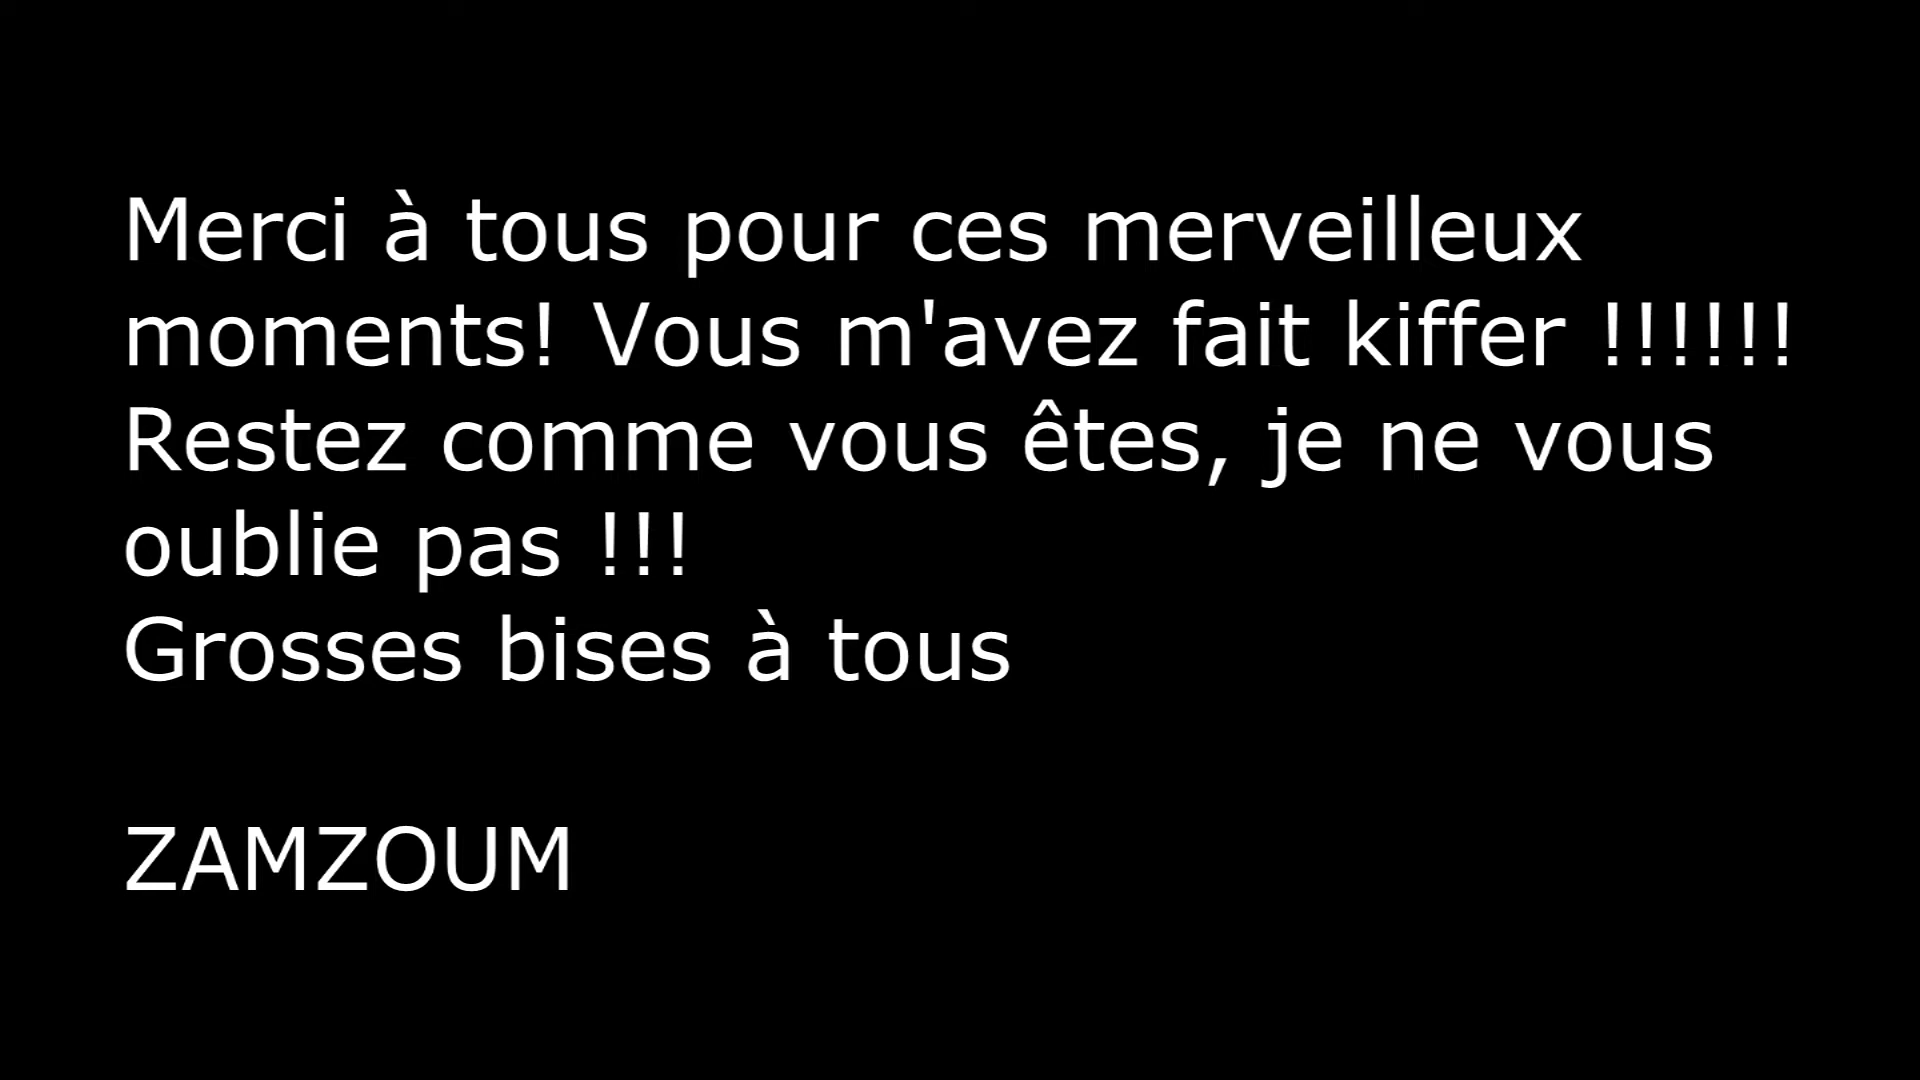 Merci à tous pour ces merveilleux
moments! Vous m'avez fait kiffer !!!!!!
Restez comme vous êtes, je ne vous
oublie pas !!!
Grosses bises à tous
ZAMZOUM